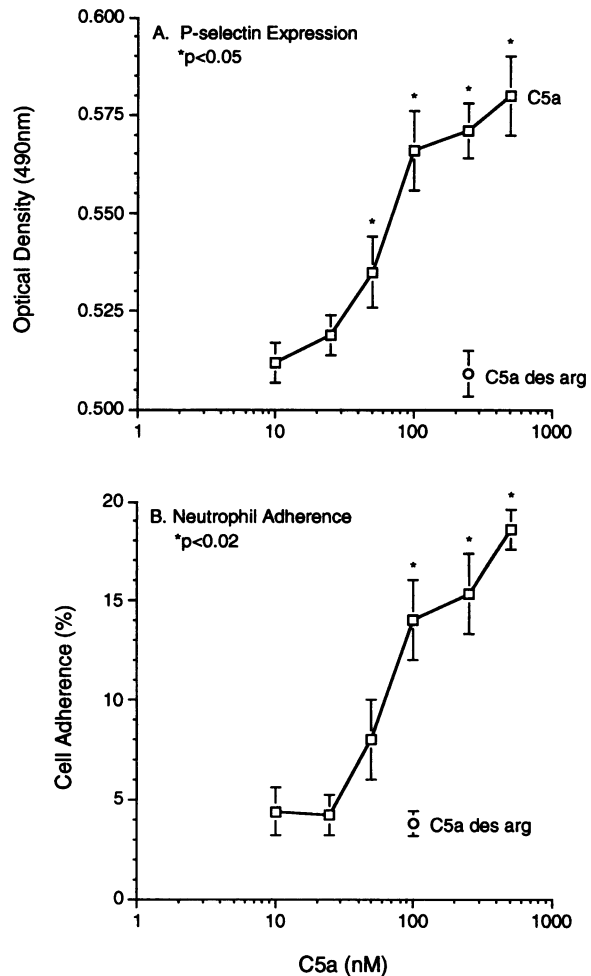 A. P-selectin Expression
*p<0.05
Optical Density (490nm)
0.600
0.575
0.550
0.525
0.500
*
*
*
*
C5a
C5a des arg
1
10
100
1000
B. Neutrophil Adherence
*p<0.02
Cell Adherence (%)
20
15
10
5
0
*
*
*
C5a des arg
1
10
100
1000
C5a (nM)